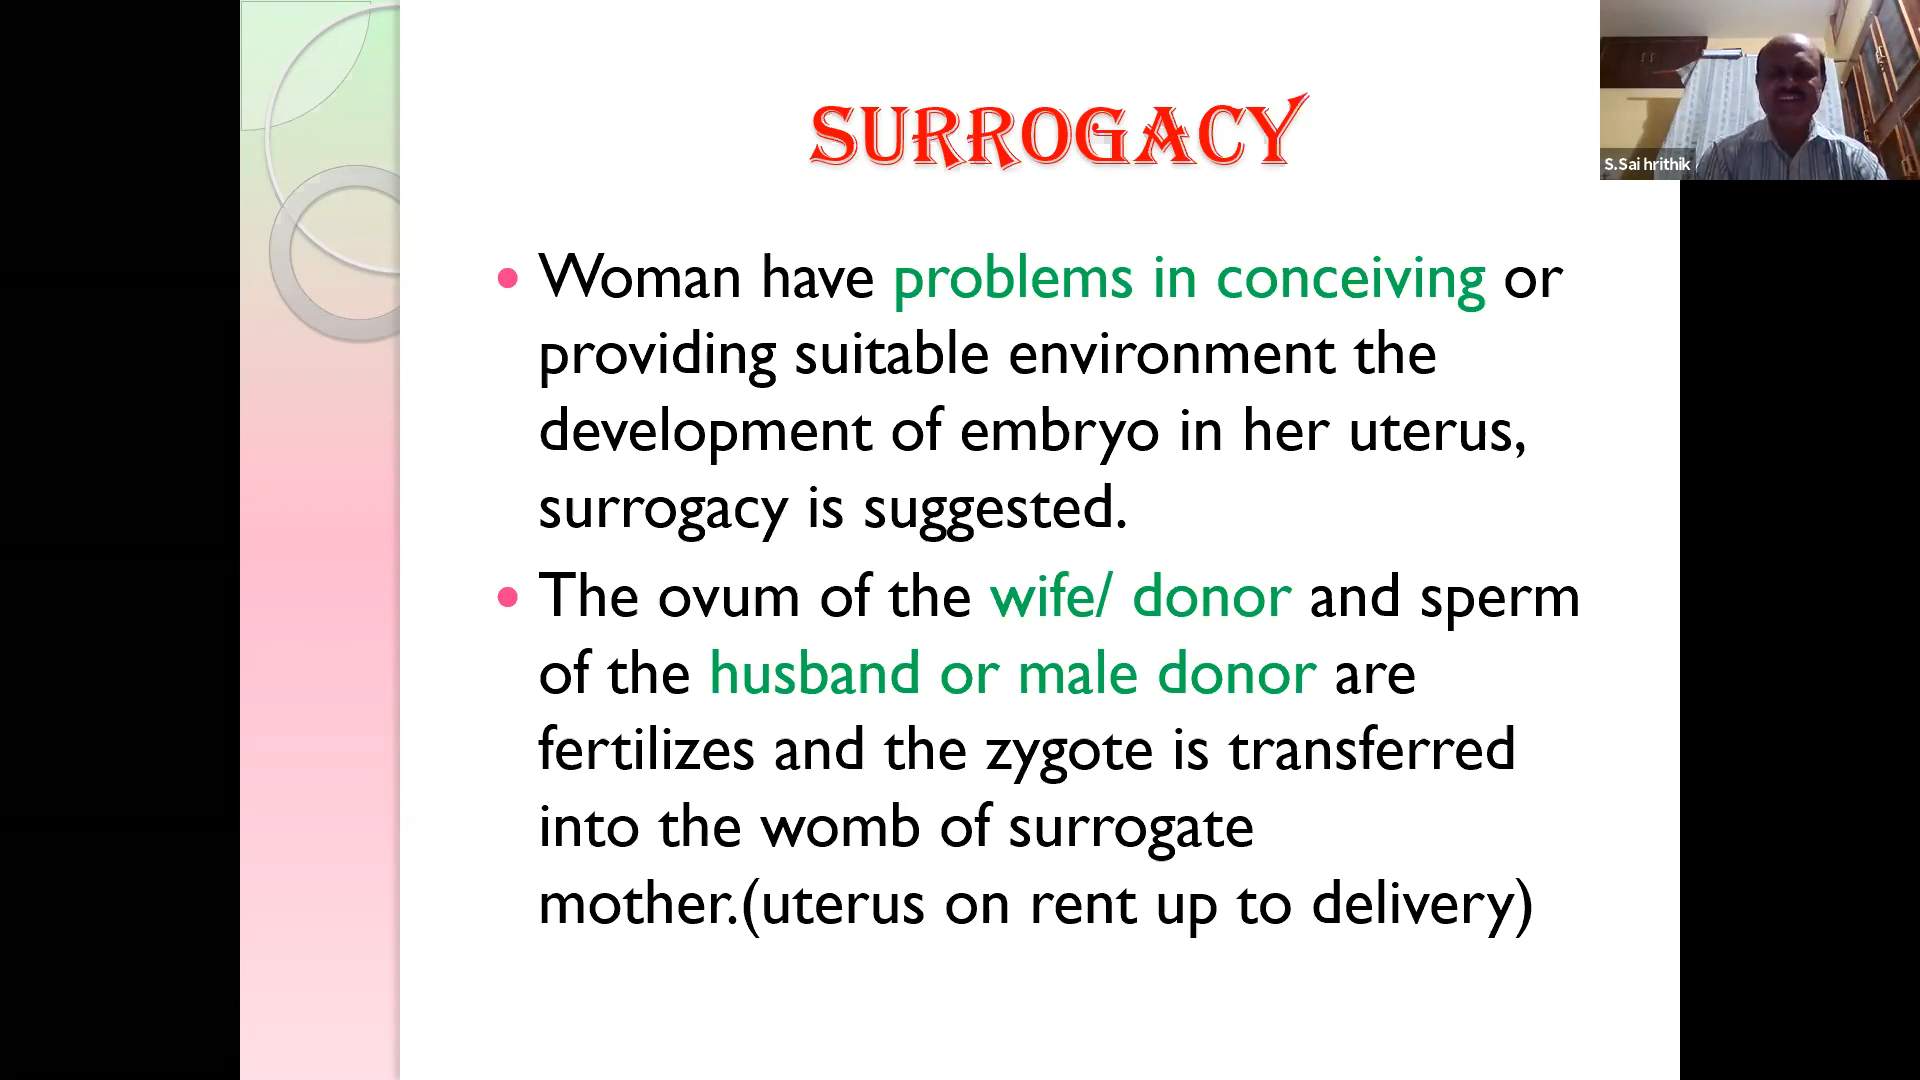 SURROGACY
S.Sai hrithik
• Woman have problems in conceiving or
providing suitable environment the
development of embryo in her uterus,
surrogacy is suggested.
• The ovum of the wife/ donor and sperm
of the husband or male donor are
fertilizes and the zygote is transferred
into the womb of surrogate
mother.(uterus on rent up to delivery)